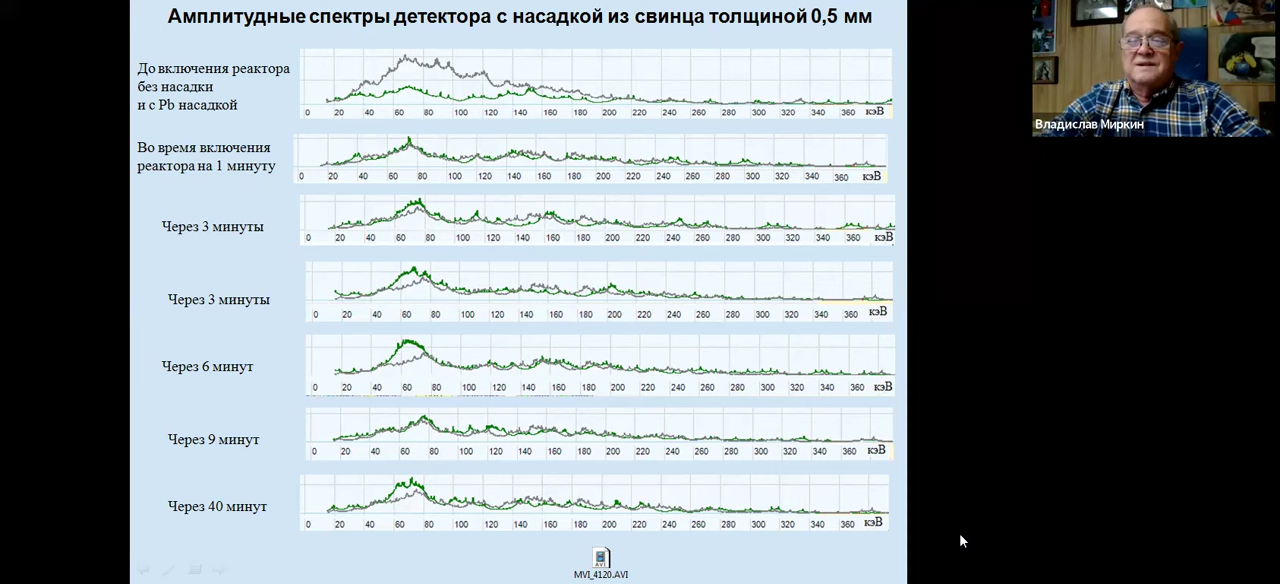 Амплитудные спектры детектора с насадкой из свинца толщиной 0,5 мм
До включения реактора
без насадки
и с Pb насадкой
0 20 40 60 80 100 120 140 160 180 200 220 240 260 280 300 320 340 360 кэВ
Во время включения
реактора на 1 минуту
0 20 40 60 80 100 120 140 160 180 200 220 240 260 280 300 320 340 360 кэВ
Через 3 минуты
0 20 40 60 80 100 120 140 160 180 200 220 240 260 280 300 320 340 360 кэВ
Через 3 минуты
0 20 40 60 80 100 120 140 160 180 200 220 240 260 280 300 320 340 360 кэВ
Через 6 минут
0 20 40 60 80 100 120 140 160 180 200 220 240 260 280 300 320 340 360 кэВ
Через 9 минут
0 20 40 60 80 100 120 140 160 180 200 220 240 260 280 300 320 340 360 кэВ
Через 40 минут
0 20 40 60 80 100 120 140 160 180 200 220 240 260 280 300 320 340 360 кэВ
AVI
MVI_4120.AVI
Владислав Миркин